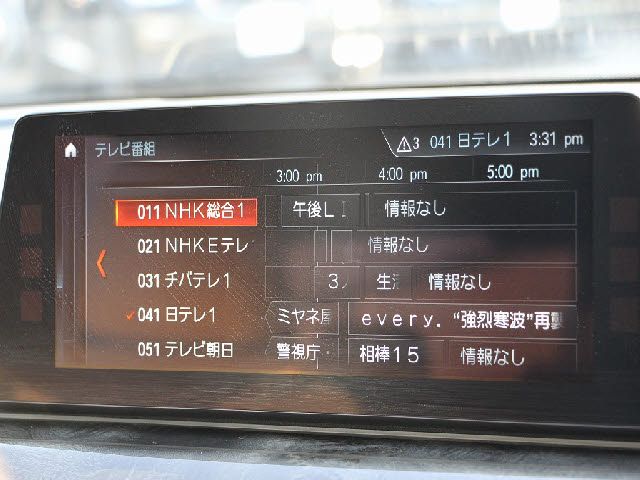 テレビ番組 ⚠3 041 日テレ1 3:31 pm
3:00 pm 4:00 pm 5:00 pm
011 NHK総合1 午後L 情報なし
021 NHKEテレ 情報なし
031 チバテレ1 3 生 情報なし
✓041 日テレ1 ミヤネ屋 every. “強烈寒波”再襲
051 テレビ朝日 警視庁・ 相棒15 情報なし